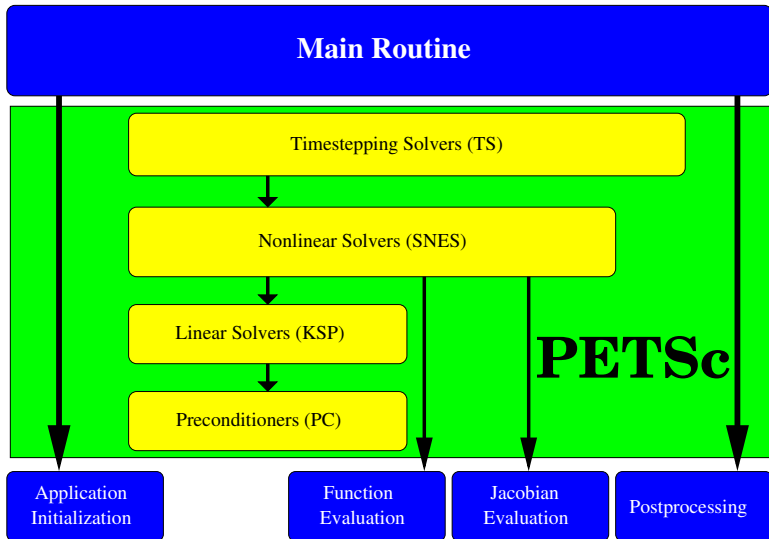 Main Routine
Timestepping Solvers (TS)
Nonlinear Solvers (SNES)
Linear Solvers (KSP)
PETSc
Preconditioners (PC)
Application
Initialization
Function
Evaluation
Jacobian
Evaluation
Postprocessing